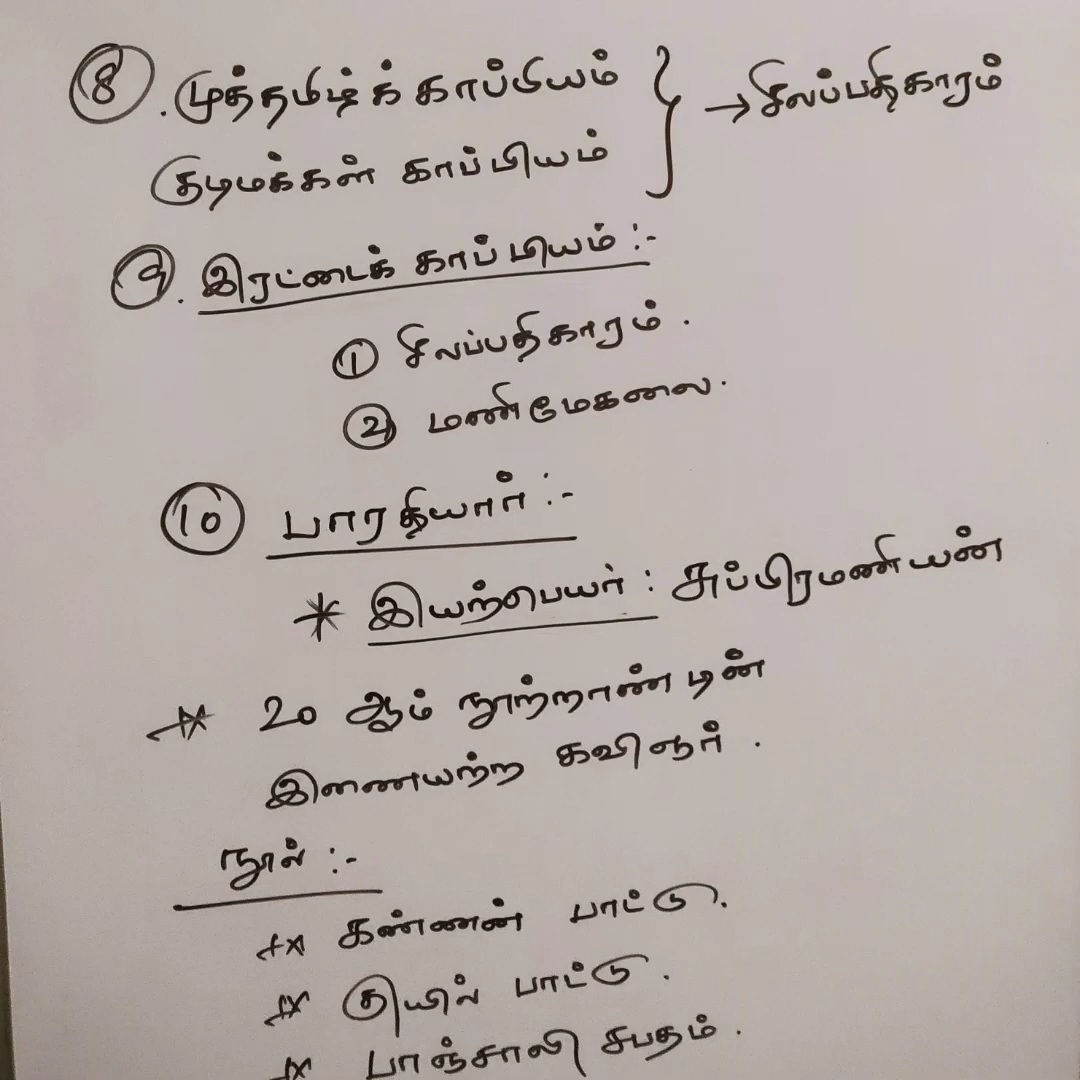 8. முத்தமிழ்க் காப்பியம் } → சிலப்பதிகாரம்
குடிமக்கள் காப்பியம்
9. இரட்டைக் காப்பியம் :-
1 சிலப்பதிகாரம்.
2 மணிமேகலை.
10 பாரதியார் :-
* இயற்பெயர் : சுப்பிரமணியன்
* 20 ஆம் நூற்றாண்டின்
இணையற்ற கவிஞர்.
நூல் :-
* கண்ணன் பாட்டு.
* குயில் பாட்டு.
* பாஞ்சாலி சபதம்.